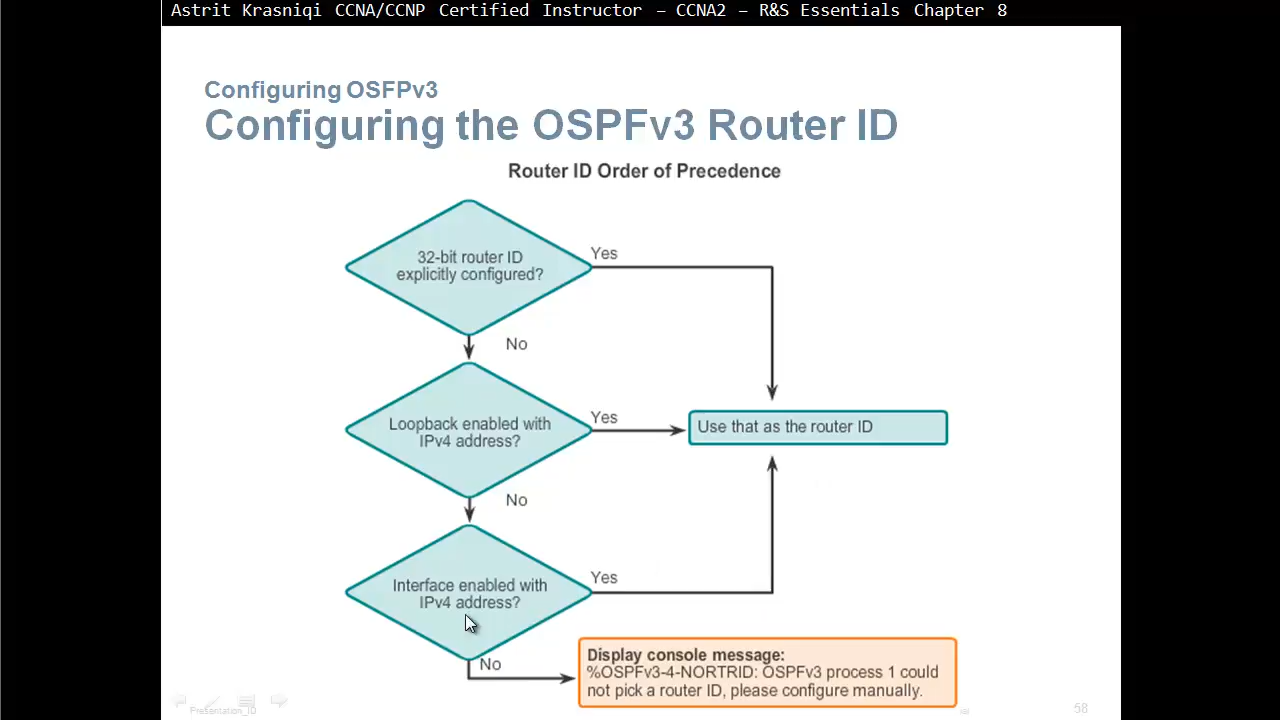 Astrit Krasniqi CCNA/CCNP Certified Instructor – CCNA2 – R&S Essentials Chapter 8
Configuring OSFPv3
Configuring the OSPFv3 Router ID
Router ID Order of Precedence
32-bit router ID
explicitly configured?
Yes
No
Loopback enabled with
IPv4 address?
Yes
Use that as the router ID
No
Interface enabled with
IPv4 address?
Yes
No
Display console message:
%OSPFv3-4-NORTRID: OSPFv3 process 1 could
not pick a router ID, please configure manually.
Presentation_ID
58